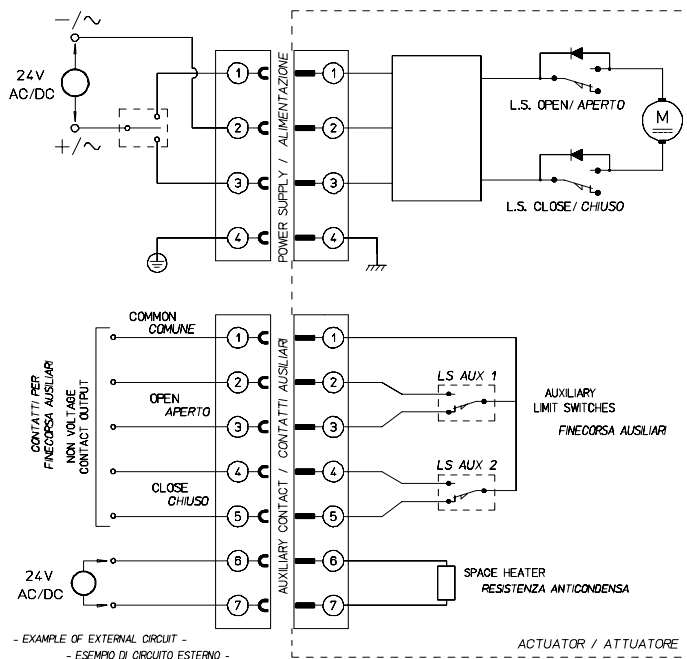 −/∼
24V
AC/DC
+/∼
1
2
3
4
POWER SUPPLY / ALIMENTAZIONE
1
2
3
4
L.S. OPEN/ APERTO
M
L.S. CLOSE/ CHIUSO
CONTATTI PER
FINECORSA AUSILIARI
NON VOLTAGE
CONTACT OUTPUT
COMMON
COMUNE
OPEN
APERTO
CLOSE
CHIUSO
24V
AC/DC
1
2
3
4
5
6
7
AUXILIARY CONTACT / CONTATTI AUSILIARI
1
2
3
4
5
6
7
LS AUX 1
LS AUX 2
AUXILIARY
LIMIT SWITCHES
FINECORSA AUSILIARI
SPACE HEATER
RESISTENZA ANTICONDENSA
- EXAMPLE OF EXTERNAL CIRCUIT -
- ESEMPIO DI CIRCUITO ESTERNO -
ACTUATOR / ATTUATORE